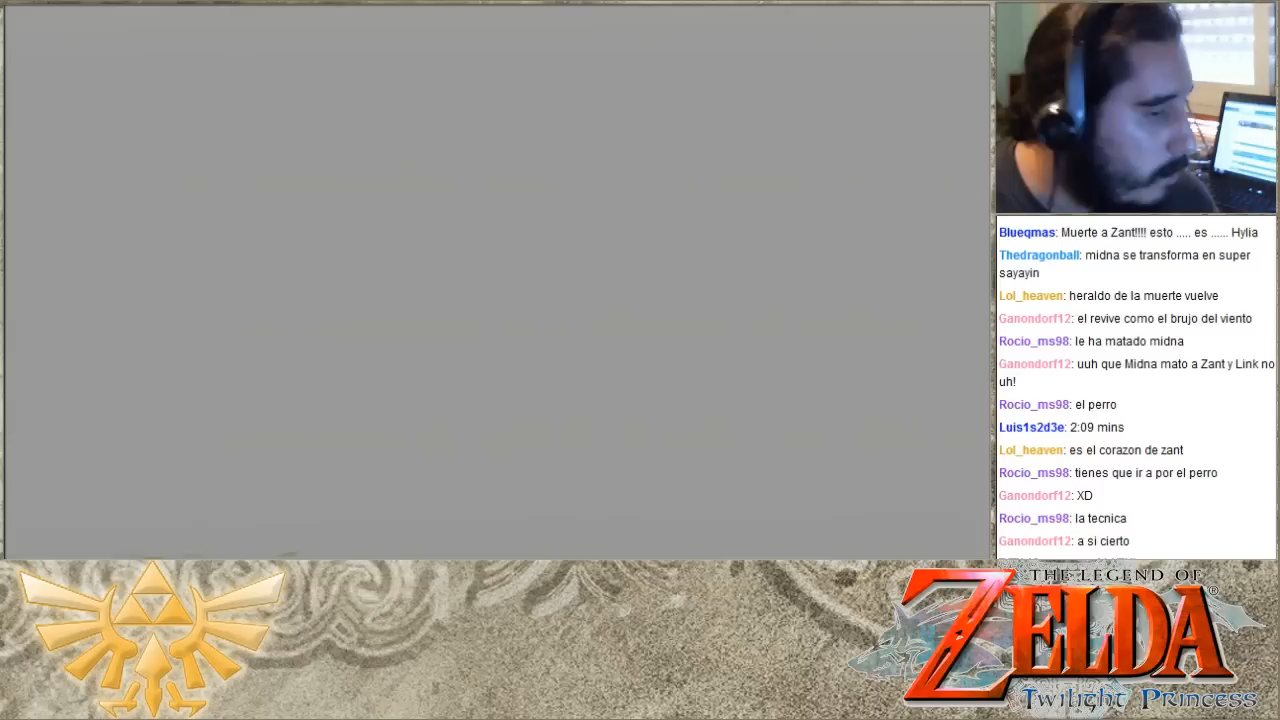 Blueqmas: Muerte a Zant!!!! esto ..... es ...... Hylia
Thedragonball: midna se transforma en super
sayayin
Lol_heaven: heraldo de la muerte vuelve
Ganondorf12: el revive como el brujo del viento
Rocio_ms98: le ha matado midna
Ganondorf12: uuh que Midna mato a Zant y Link no
uh!
Rocio_ms98: el perro
Luis1s2d3e: 2:09 mins
Lol_heaven: es el corazon de zant
Rocio_ms98: tienes que ir a por el perro
Ganondorf12: XD
Rocio_ms98: la tecnica
Ganondorf12: a si cierto
THE LEGEND OF
ZELDA®
Twilight Princess